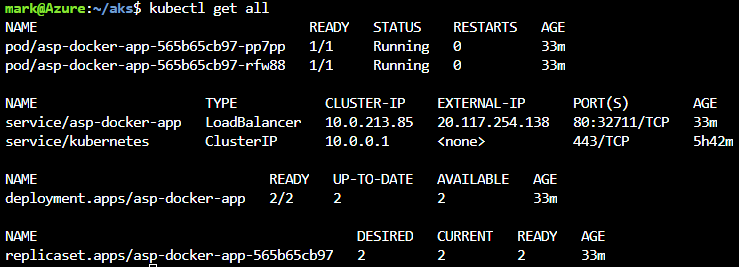 mark@Azure:~/aks$ kubectl get all
NAME READY STATUS RESTARTS AGE
pod/asp-docker-app-565b65cb97-pp7pp 1/1 Running 0 33m
pod/asp-docker-app-565b65cb97-rfw88 1/1 Running 0 33m
NAME TYPE CLUSTER-IP EXTERNAL-IP PORT(S) AGE
service/asp-docker-app LoadBalancer 10.0.213.85 20.117.254.138 80:32711/TCP 33m
service/kubernetes ClusterIP 10.0.0.1 <none> 443/TCP 5h42m
NAME READY UP-TO-DATE AVAILABLE AGE
deployment.apps/asp-docker-app 2/2 2 2 33m
NAME DESIRED CURRENT READY AGE
replicaset.apps/asp-docker-app-565b65cb97 2 2 2 33m